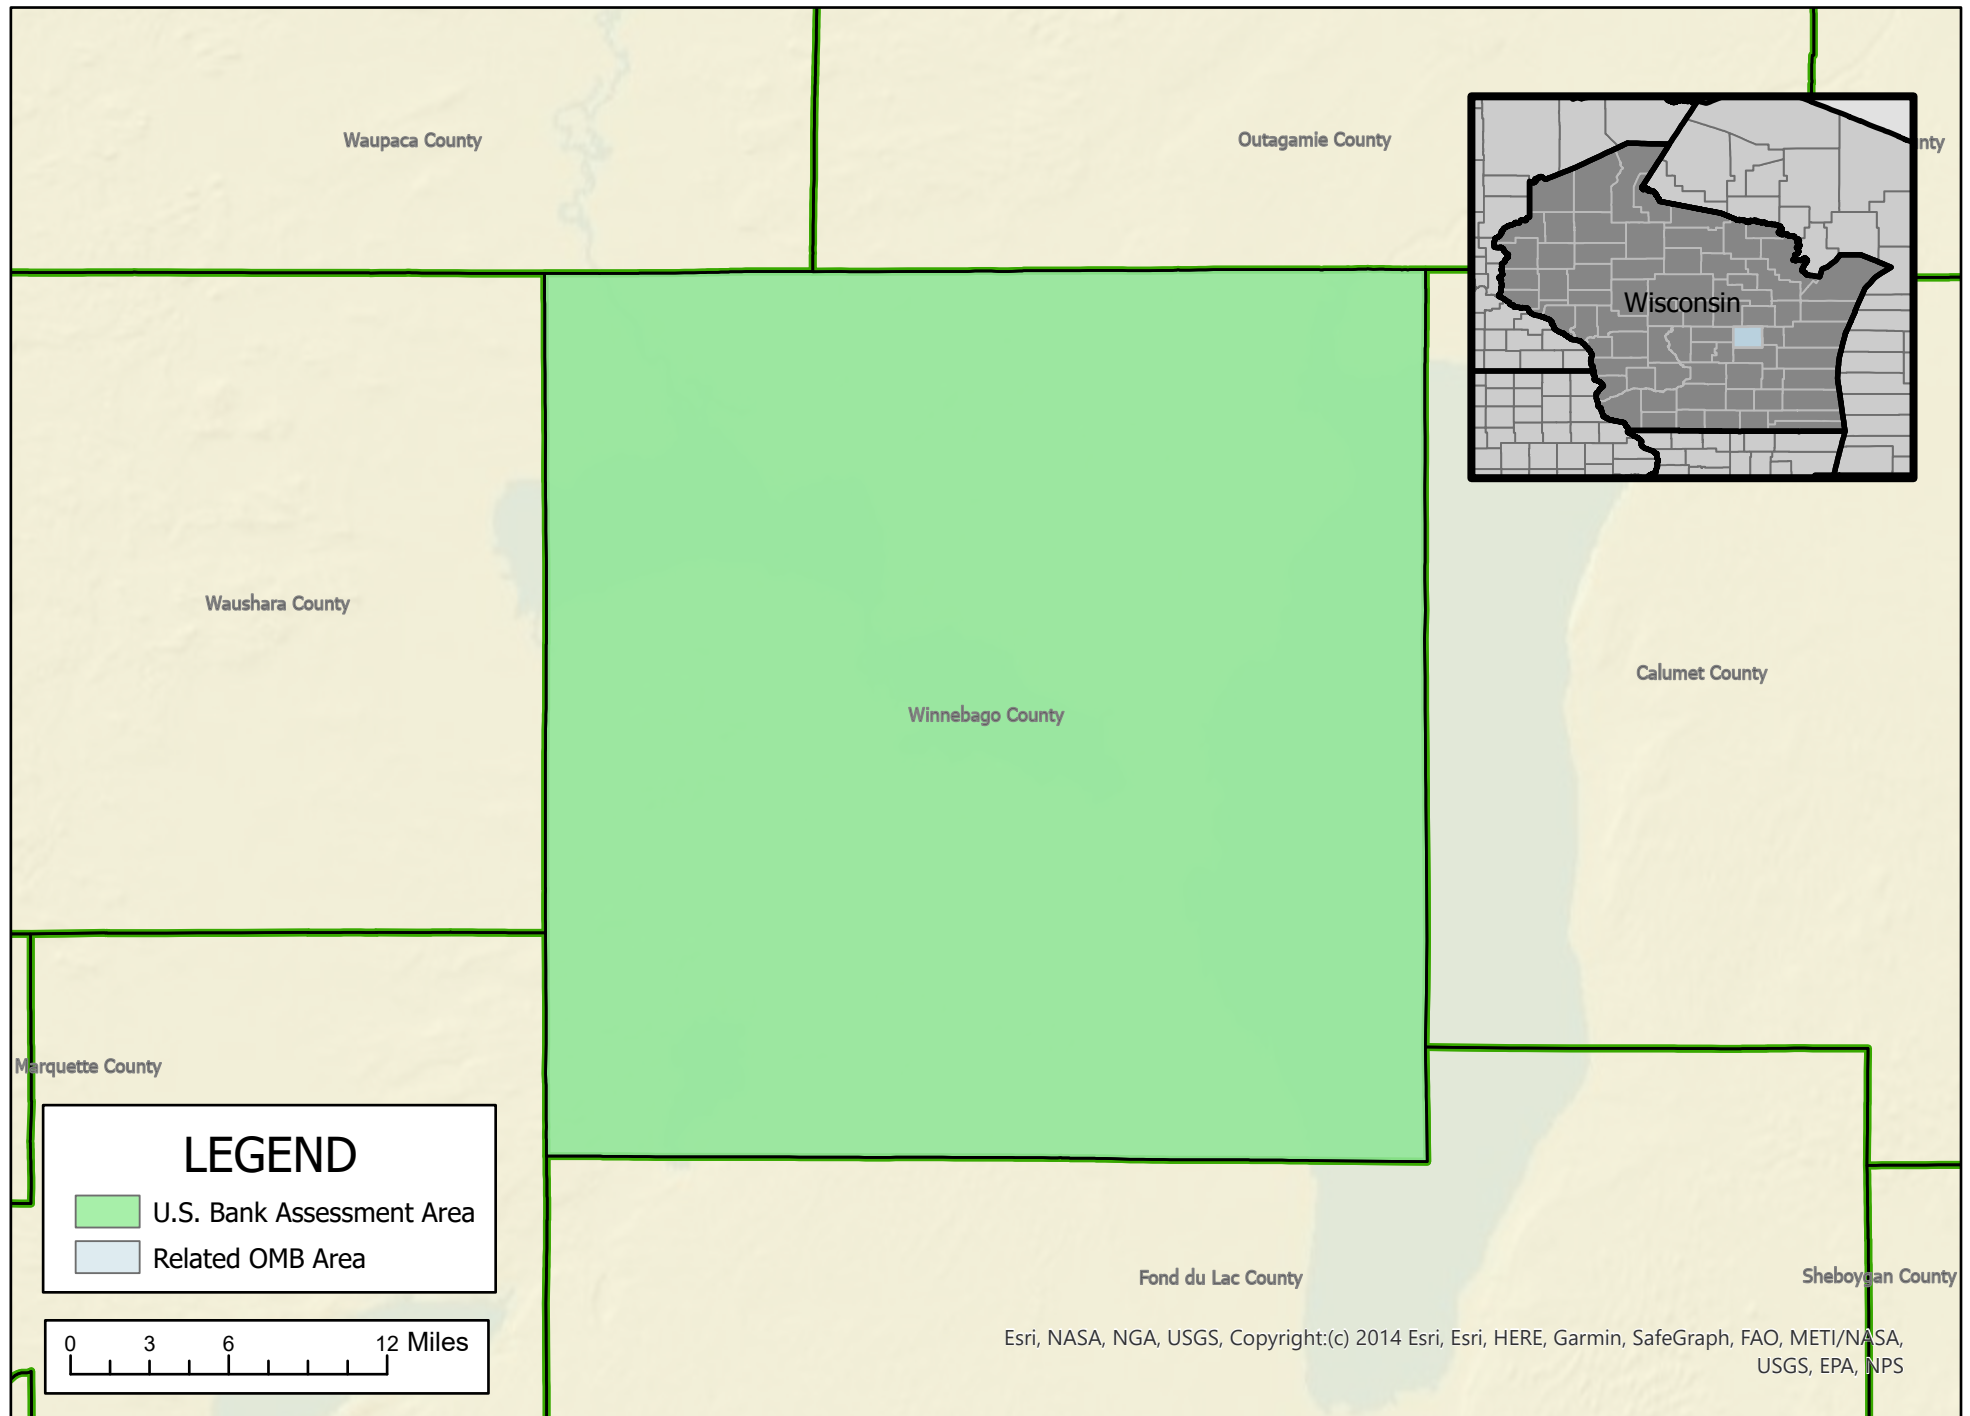 Waupaca County
Outagamie County
nty
Wisconsin
Waushara County
Calumet County
Winnebago County
Marquette County
LEGEND
U.S. Bank Assessment Area
Related OMB Area
Fond du Lac County
Sheboygan County
0 3 6 12 Miles
Esri, NASA, NGA, USGS, Copyright:(c) 2014 Esri, Esri, HERE, Garmin, SafeGraph, FAO, METI/NASA,
USGS, EPA, NPS